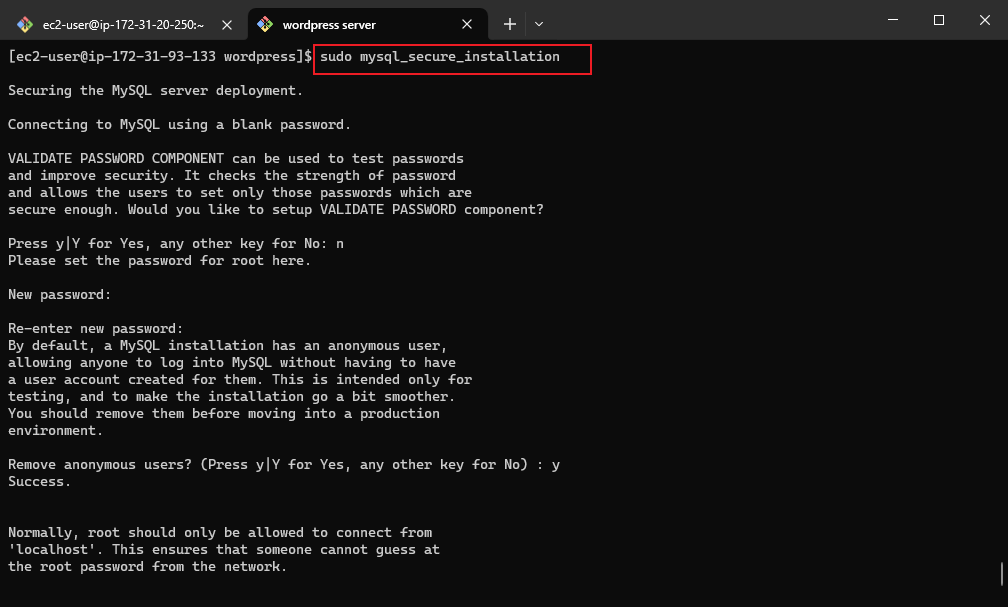 ec2-user@ip-172-31-20-250:~
wordpress server
[ec2-user@ip-172-31-93-133 wordpress]$ sudo mysql_secure_installation
Securing the MySQL server deployment.
Connecting to MySQL using a blank password.
VALIDATE PASSWORD COMPONENT can be used to test passwords
and improve security. It checks the strength of password
and allows the users to set only those passwords which are
secure enough. Would you like to setup VALIDATE PASSWORD component?
Press y|Y for Yes, any other key for No: n
Please set the password for root here.
New password:
Re-enter new password:
By default, a MySQL installation has an anonymous user,
allowing anyone to log into MySQL without having to have
a user account created for them. This is intended only for
testing, and to make the installation go a bit smoother.
You should remove them before moving into a production
environment.
Remove anonymous users? (Press y|Y for Yes, any other key for No) : y
Success.
Normally, root should only be allowed to connect from
'localhost'. This ensures that someone cannot guess at
the root password from the network.